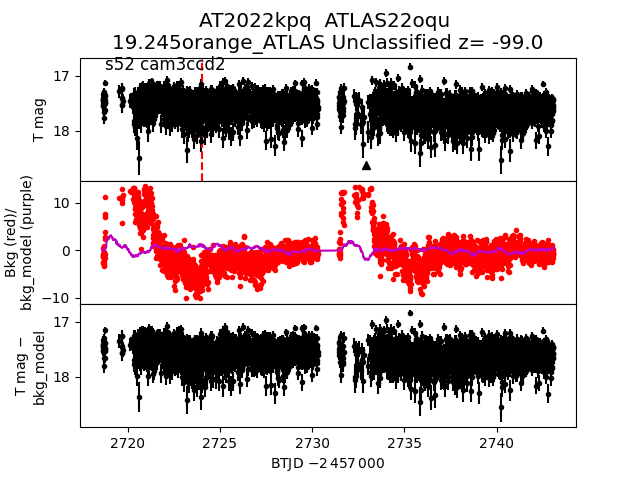 AT2022kpq  ATLAS22oqu
19.245orange_ATLAS Unclassified z= -99.0
s52 cam3ccd2
17
18
T mag
10
0
−10
Bkg (red)/
bkg_model (purple)
17
18
T mag −
bkg_model
2720 2725 2730 2735 2740
BTJD −2 457 000